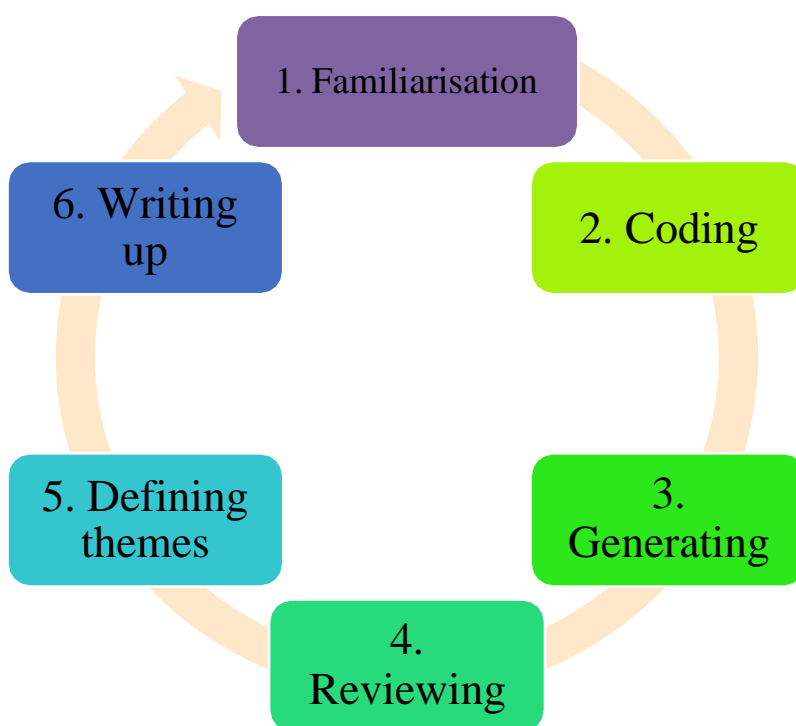 1. Familiarisation
2. Coding
3.
Generating
4.
Reviewing
5. Defining
themes
6. Writing
up